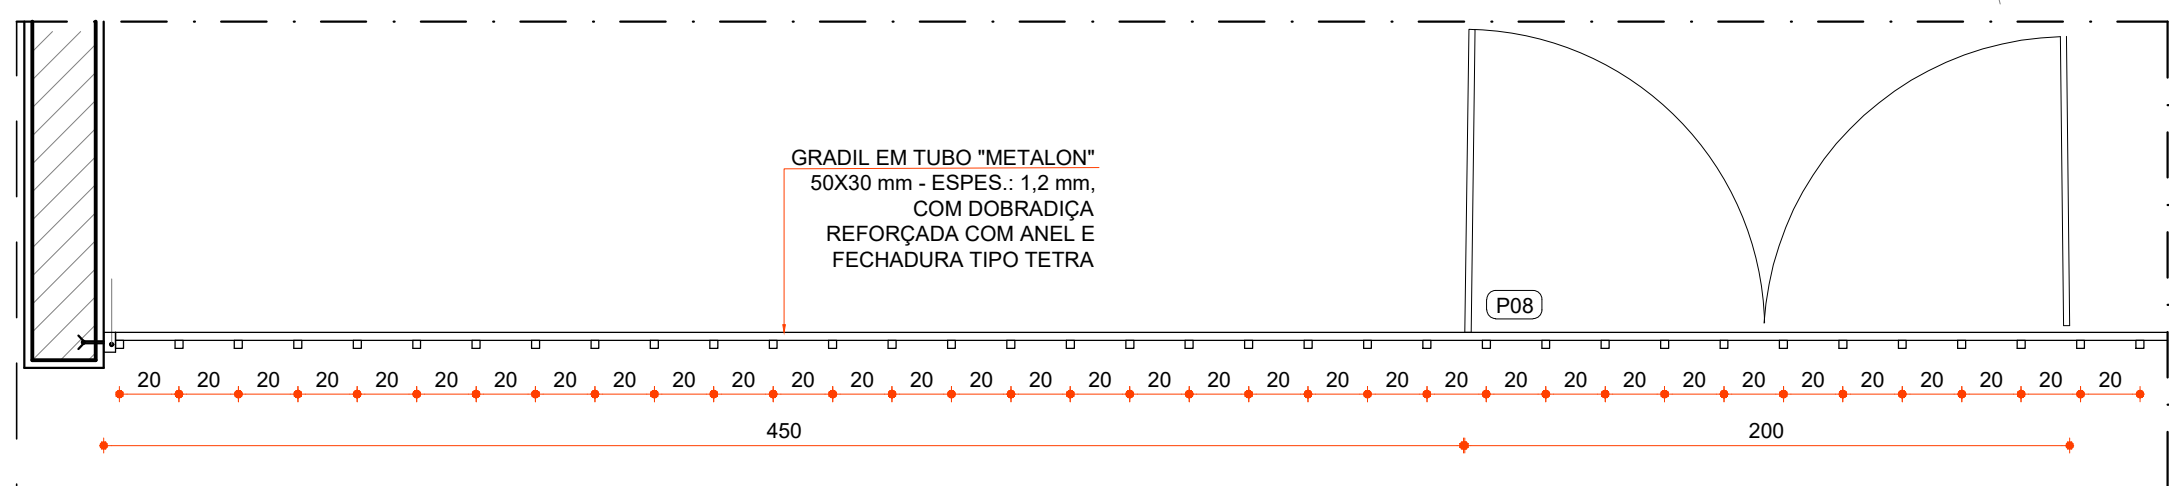 GRADIL EM TUBO "METALON"
50X30 mm - ESPES.: 1,2 mm,
COM DOBRADIÇA
REFORÇADA COM ANEL E
FECHADURA TIPO TETRA
P08
20 20 20 20 20 20 20 20 20 20 20 20 20 20 20 20 20 20 20 20 20 20 20 20 20 20 20 20 20 20 20 20 20 20
450 200